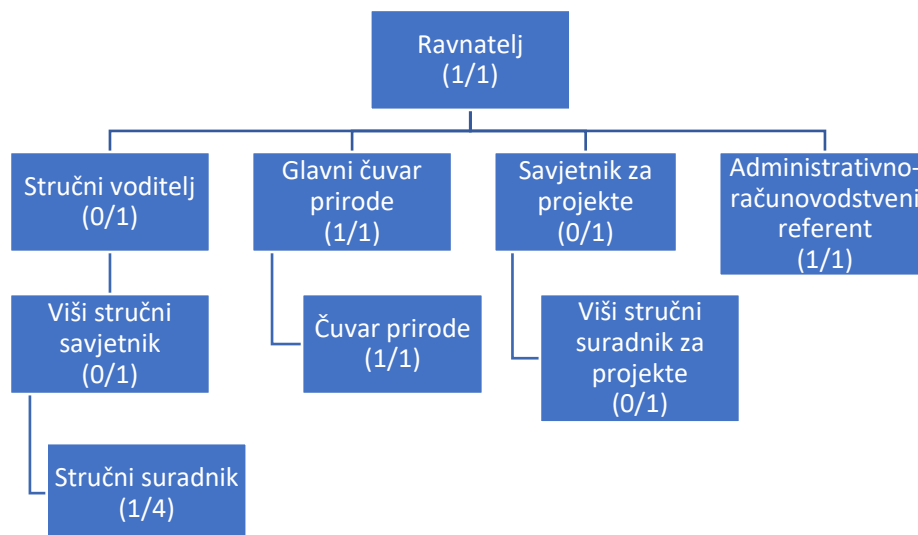 Ravnatelj
(1/1)
Stručni voditelj
(0/1)
Glavni čuvar
prirode
(1/1)
Savjetnik za
projekte
(0/1)
Administrativno-
računovodstveni
referent
(1/1)
Viši stručni
savjetnik
(0/1)
Čuvar prirode
(1/1)
Viši stručni
suradnik za
projekte
(0/1)
Stručni suradnik
(1/4)